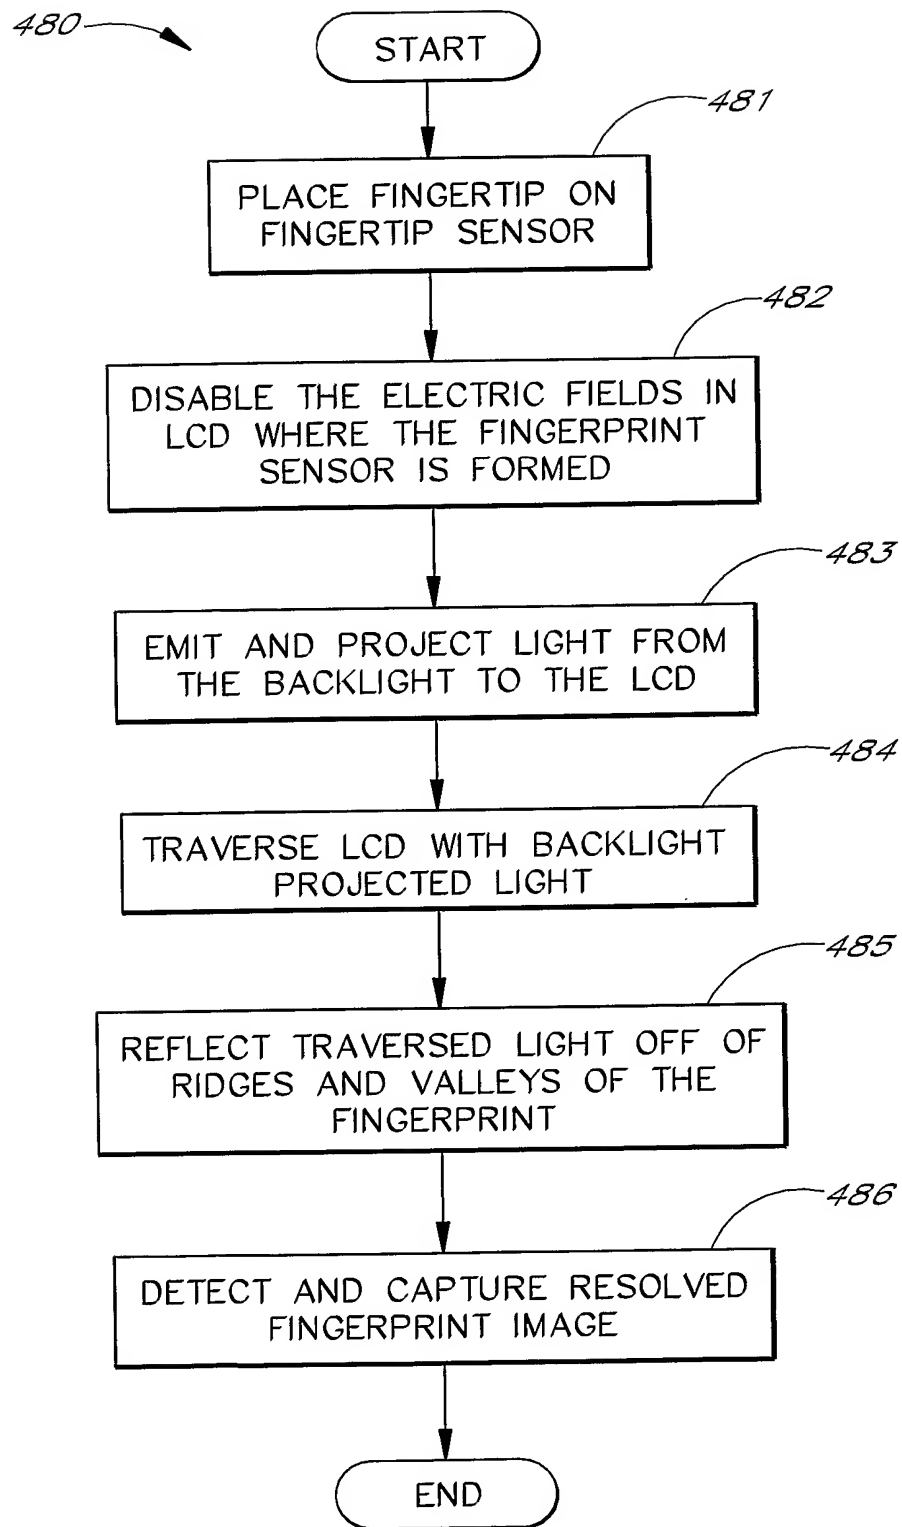 480
START
481
PLACE FINGERTIP ON
FINGERTIP SENSOR
482
DISABLE THE ELECTRIC FIELDS IN
LCD WHERE THE FINGERPRINT
SENSOR IS FORMED
483
EMIT AND PROJECT LIGHT FROM
THE BACKLIGHT TO THE LCD
484
TRAVERSE LCD WITH BACKLIGHT
PROJECTED LIGHT
485
REFLECT TRAVERSED LIGHT OFF OF
RIDGES AND VALLEYS OF THE
FINGERPRINT
486
DETECT AND CAPTURE RESOLVED
FINGERPRINT IMAGE
END